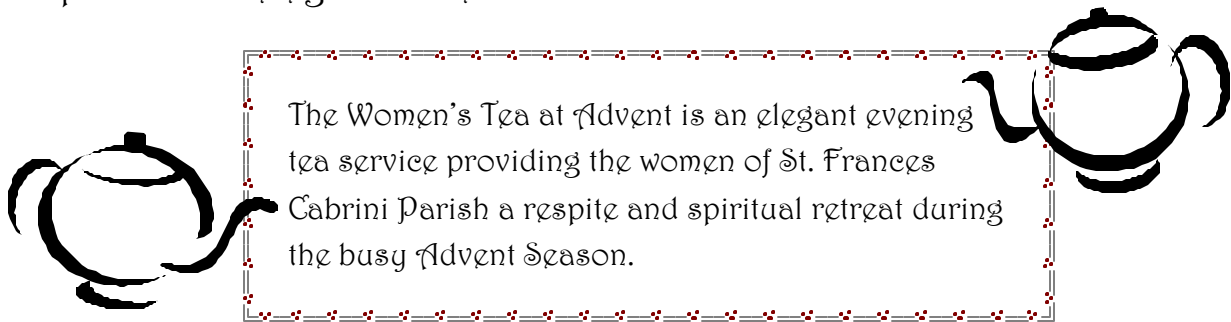 The Women's Tea at Advent is an elegant evening
tea service providing the women of St. Frances
Cabrini Parish a respite and spiritual retreat during
the busy Advent Season.